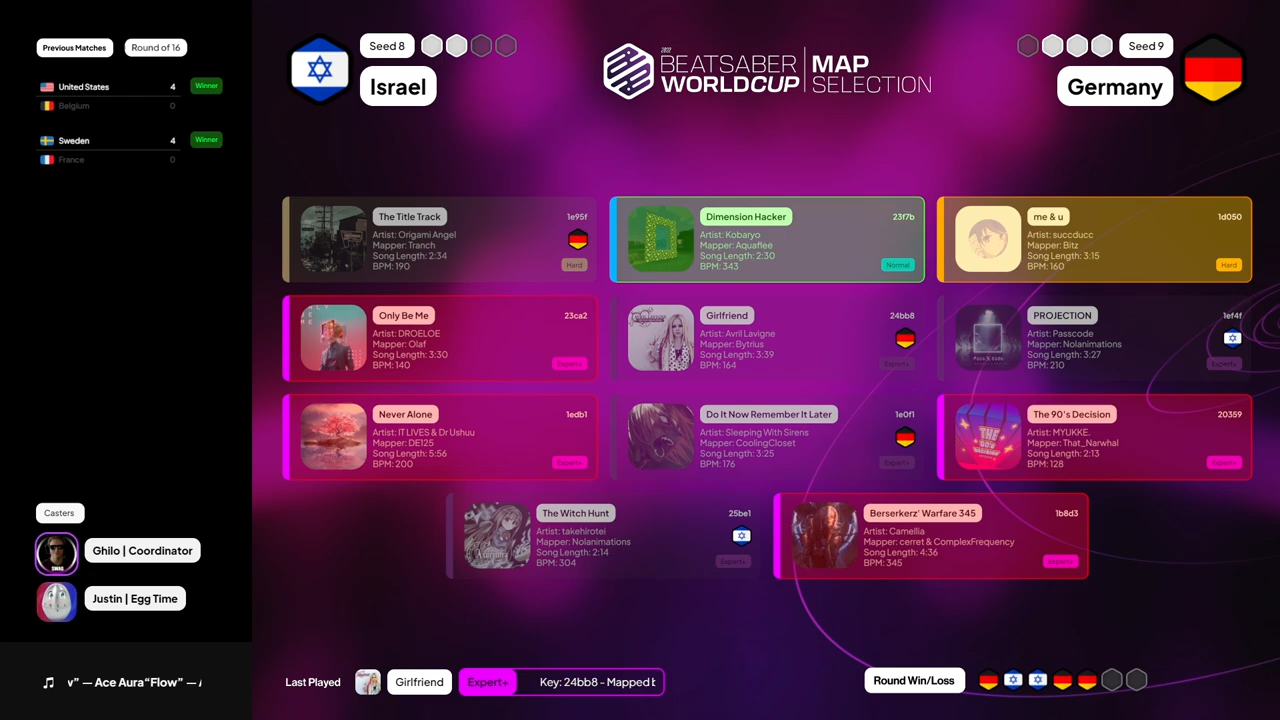 Previous Matches
Round of 16
United States 4 Winner
Belgium 0
Sweden 4 Winner
France 0
Casters
Ghilo | Coordinator
Justin | Egg Time
v" — Ace Aura "Flow" —
Seed 8
Israel
2022
BEATSABER
WORLDCUP
MAP
SELECTION
Seed 9
Germany
The Title Track
1e95f
Artist: Origami Angel
Mapper: Tranch
Song Length: 2:34
BPM: 190
Hard
Dimension Hacker
23f7b
Artist: Kobaryo
Mapper: Aquaflee
Song Length: 2:30
BPM: 343
Normal
me & u
1d050
Artist: succducc
Mapper: Bitz
Song Length: 3:15
BPM: 160
Hard
Only Be Me
23ca2
Artist: DROELOE
Mapper: Olaf
Song Length: 3:30
BPM: 140
Expert+
Girlfriend
24bb8
Artist: Avril Lavigne
Mapper: Bytrius
Song Length: 3:39
BPM: 164
Expert+
PROJECTION
1ef4f
Artist: Passcode
Mapper: Nolanimations
Song Length: 3:27
BPM: 210
Expert+
Never Alone
1edb1
Artist: IT LIVES & Dr Ushuu
Mapper: DE125
Song Length: 5:56
BPM: 200
Expert+
Do It Now Remember It Later
1e0f1
Artist: Sleeping With Sirens
Mapper: CoolingCloset
Song Length: 3:25
BPM: 176
Expert+
The 90's Decision
20359
Artist: MYUKKE.
Mapper: That_Narwhal
Song Length: 2:13
BPM: 128
Expert+
The Witch Hunt
25be1
Artist: takehirotei
Mapper: Nolanimations
Song Length: 2:14
BPM: 304
Expert+
Berserkerz' Warfare 345
1b8d3
Artist: Camellia
Mapper: cerret & ComplexFrequency
Song Length: 4:36
BPM: 345
Expert+
Last Played
Girlfriend
Expert+
Key: 24bb8 - Mapped b
Round Win/Loss